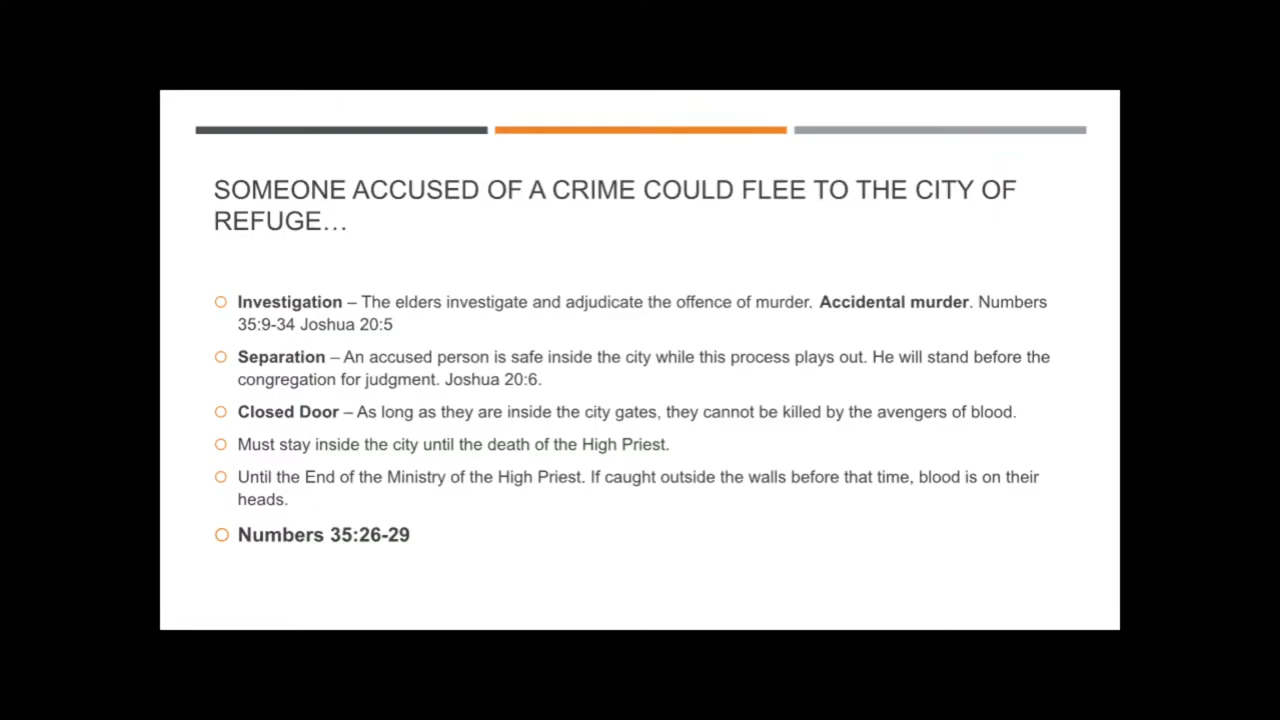 SOMEONE ACCUSED OF A CRIME COULD FLEE TO THE CITY OF
REFUGE…
Investigation – The elders investigate and adjudicate the offence of murder. Accidental murder. Numbers
35:9-34 Joshua 20:5
Separation – An accused person is safe inside the city while this process plays out. He will stand before the
congregation for judgment. Joshua 20:6.
Closed Door – As long as they are inside the city gates, they cannot be killed by the avengers of blood.
Must stay inside the city until the death of the High Priest.
Until the End of the Ministry of the High Priest. If caught outside the walls before that time, blood is on their
heads.
Numbers 35:26-29